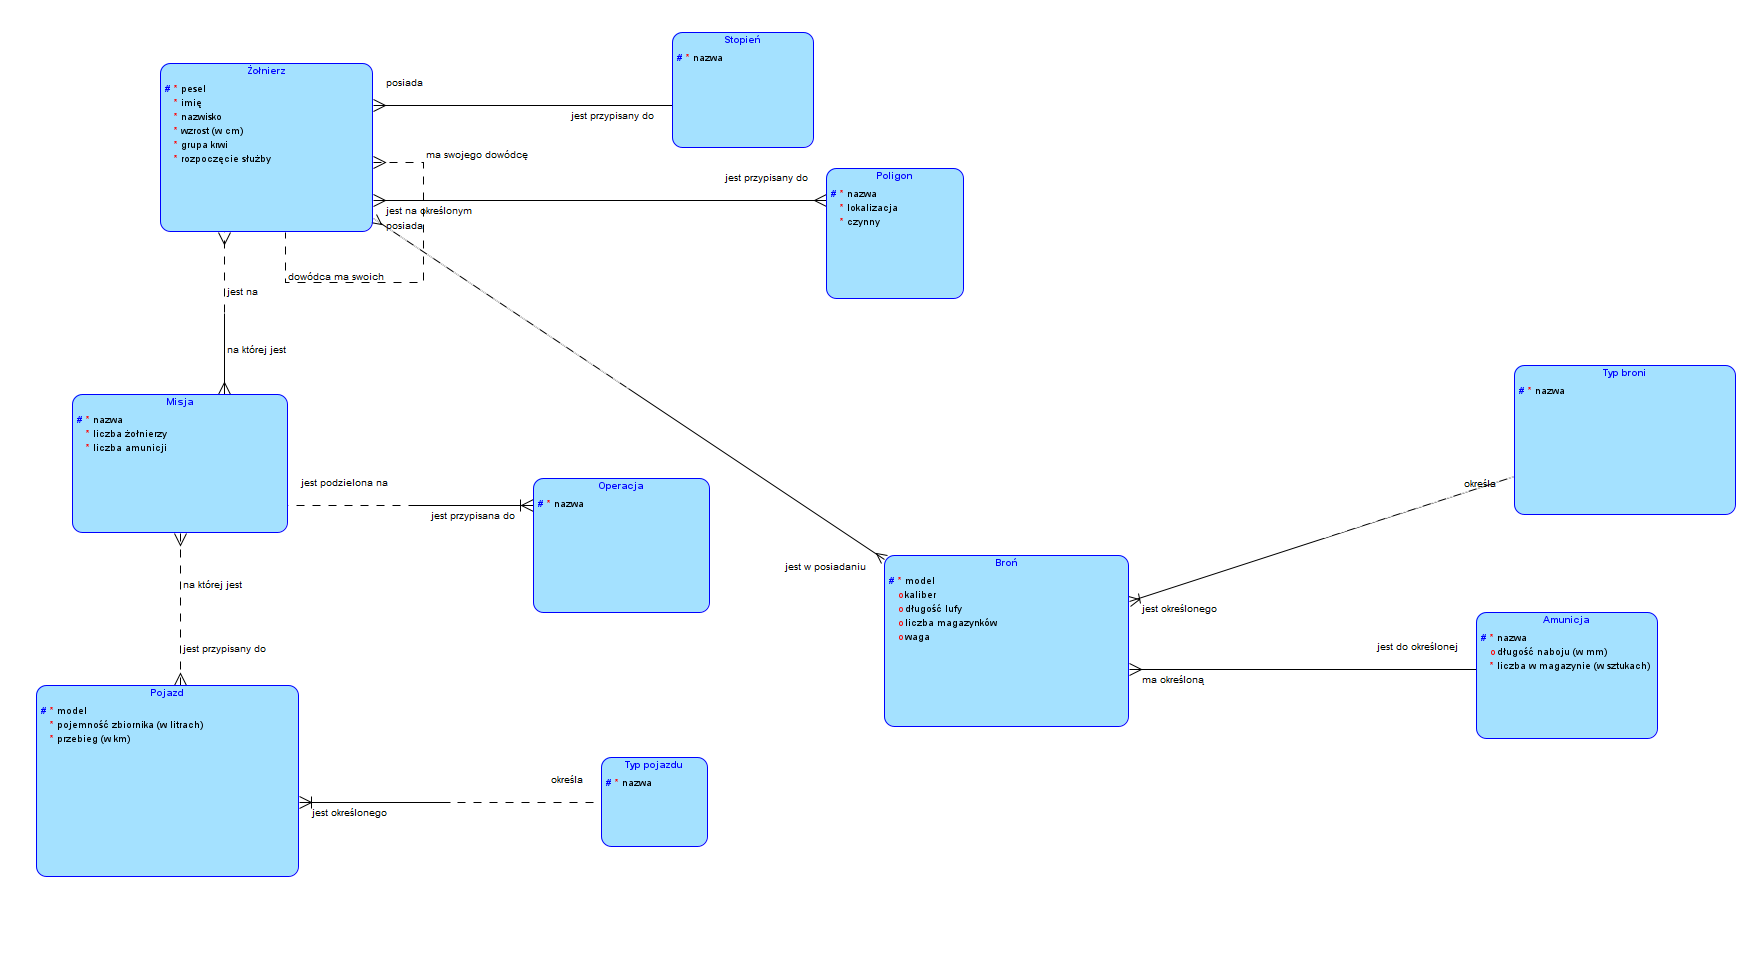 Stopień
# * nazwa
Żołnierz
# * pesel
* imię
* nazwisko
* wzrost (w cm)
* grupa krwi
* rozpoczęcie służby
posiada
jest przypisany do
ma swojego dowódcę
jest przypisany do
Poligon
# * nazwa
* lokalizacja
* czynny
jest na określonym
posiada
dowódca ma swoich
jest na
na której jest
Misja
# * nazwa
* liczba żołnierzy
* liczba amunicji
Typ broni
# * nazwa
określa
jest podzielona na
jest przypisana do
Operacja
# * nazwa
jest w posiadaniu
Broń
# * model
o kaliber
o długość lufy
o liczba magazynków
o waga
jest określonego
na której jest
jest przypisany do
jest do określonej
ma określoną
Amunicja
# * nazwa
o długość naboju (w mm)
* liczba w magazynie (w sztukach)
Pojazd
# * model
* pojemność zbiornika (w litrach)
* przebieg (w km)
jest określonego
określa
Typ pojazdu
# * nazwa